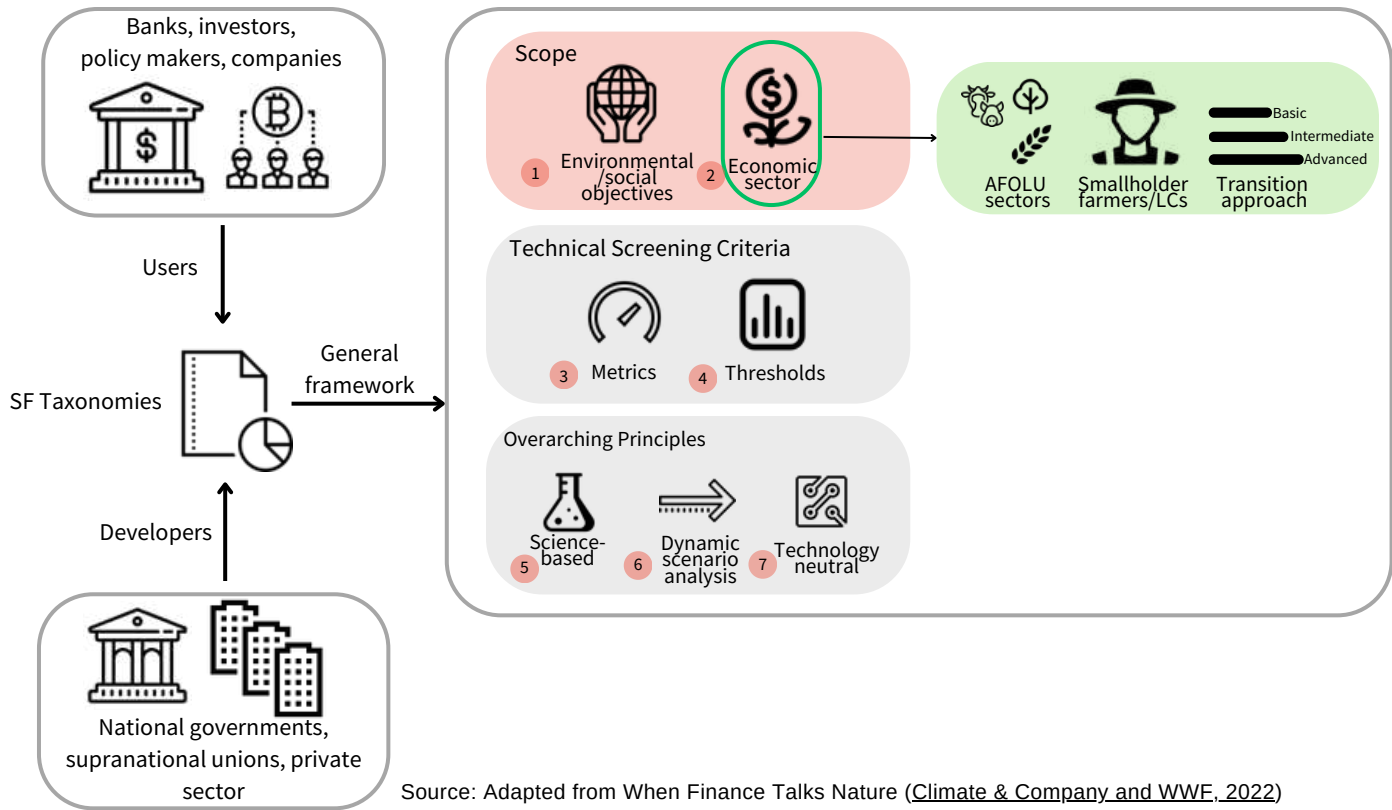 Banks, investors,
policy makers, companies
$
₿
Users
SF Taxonomies
General
framework
Developers
National governments,
supranational unions, private
sector
Scope
$
1
Environmental
/social
objectives
2
Economic
sector
AFOLU
sectors
Smallholder
farmers/LCs
Basic
Intermediate
Advanced
Transition
approach
Technical Screening Criteria
3
Metrics
4
Thresholds
Overarching Principles
5
Science-
based
6
Dynamic
scenario
analysis
7
Technology
neutral
Source: Adapted from When Finance Talks Nature (Climate & Company and WWF, 2022)